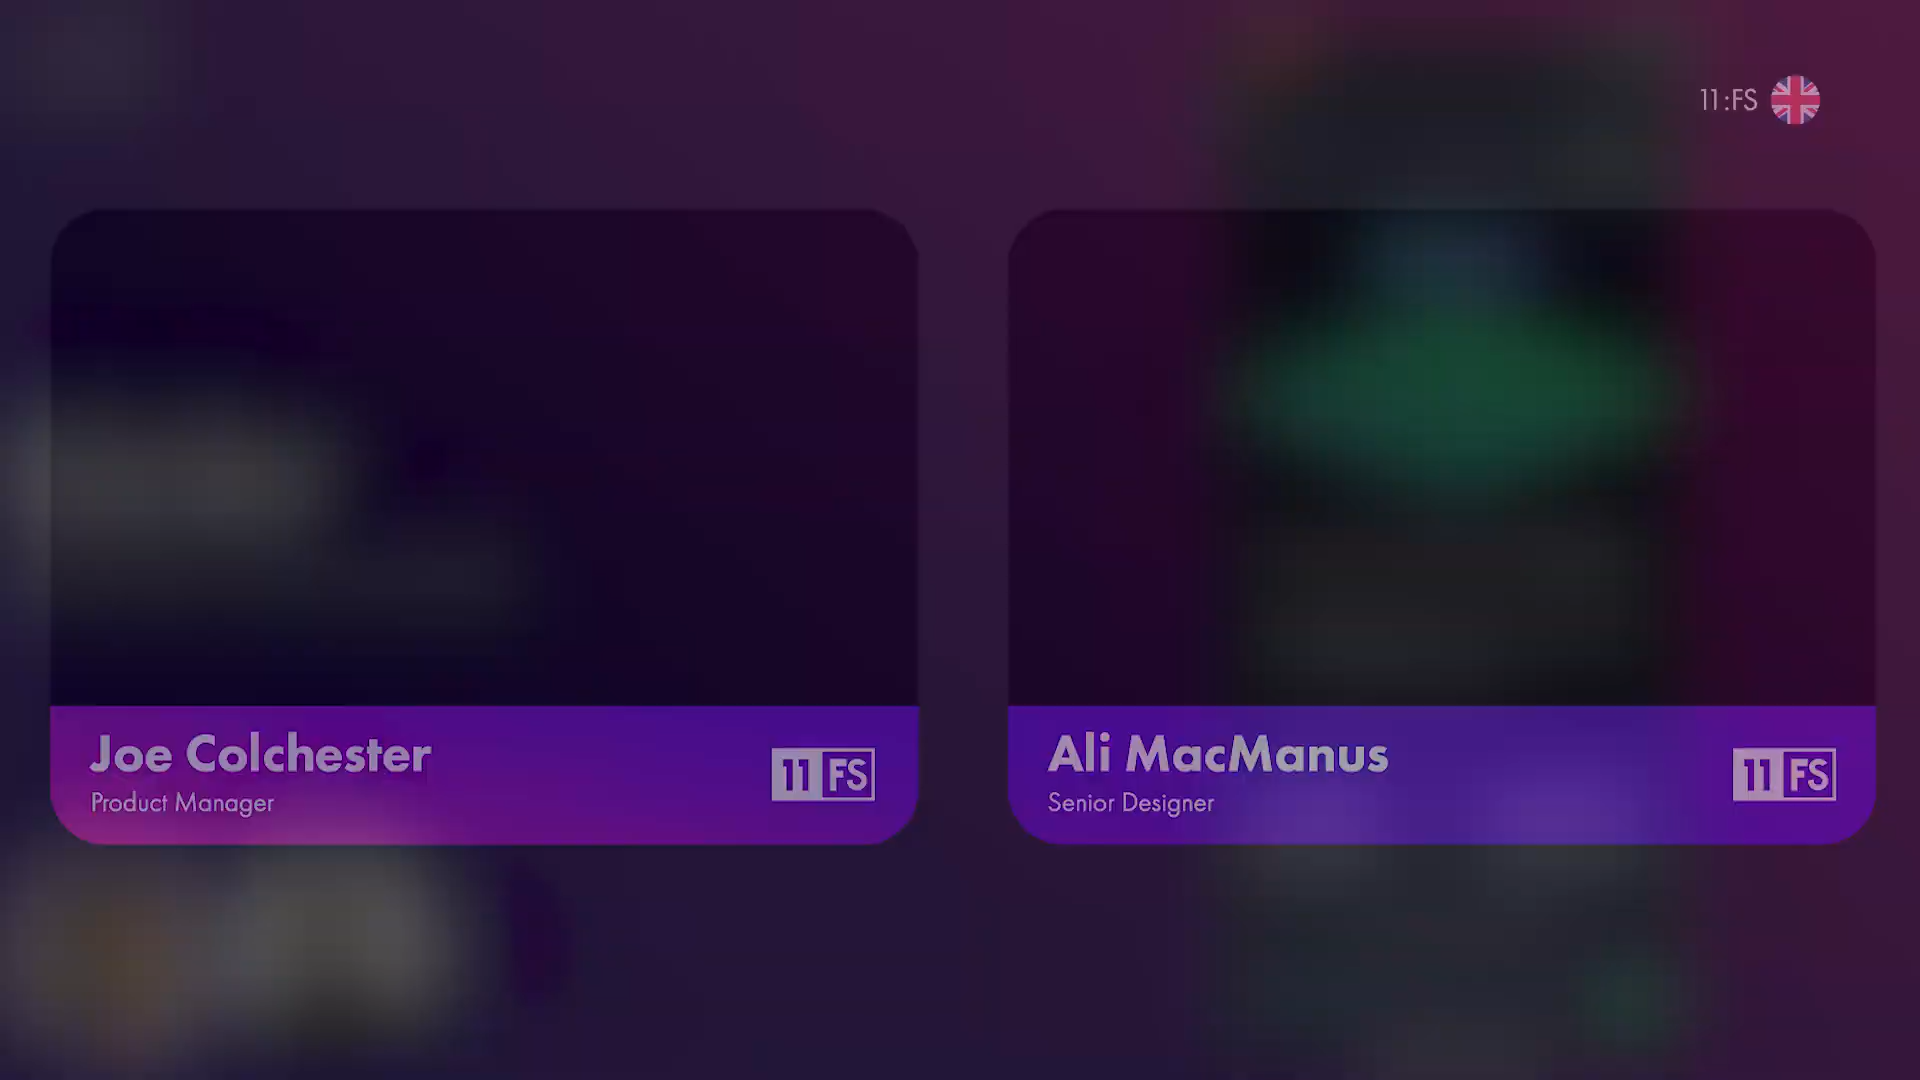 11:FS
Joe Colchester
Product Manager
11 FS
Ali MacManus
Senior Designer
11 FS